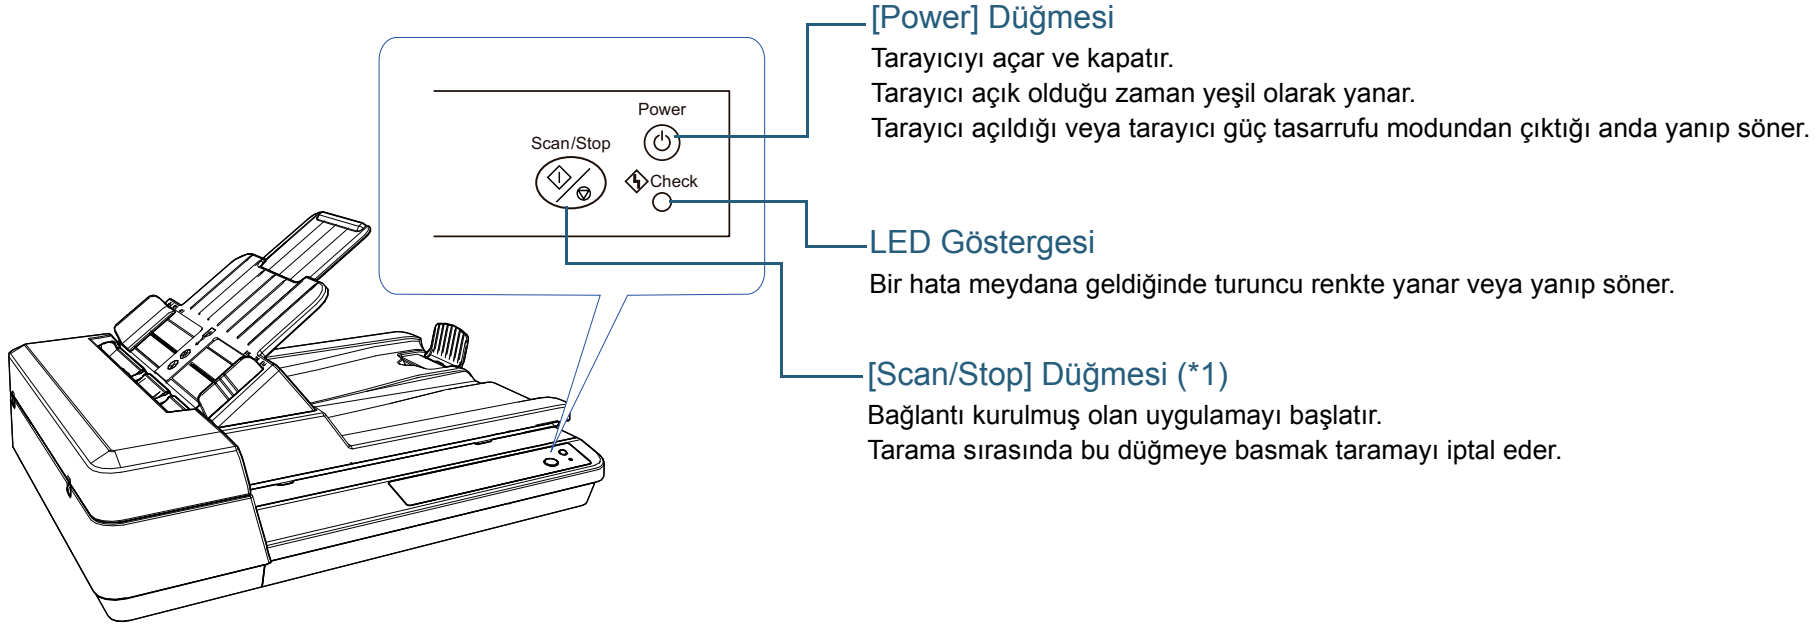 [Power] Düğmesi
Tarayıcıyı açar ve kapatır.
Tarayıcı açık olduğu zaman yeşil olarak yanar.
Tarayıcı açıldığı veya tarayıcı güç tasarrufu modundan çıktığı anda yanıp söner.
Power
Scan/Stop
Check
LED Göstergesi
Bir hata meydana geldiğinde turuncu renkte yanar veya yanıp söner.
[Scan/Stop] Düğmesi (*1)
Bağlantı kurulmuş olan uygulamayı başlatır.
Tarama sırasında bu düğmeye basmak taramayı iptal eder.